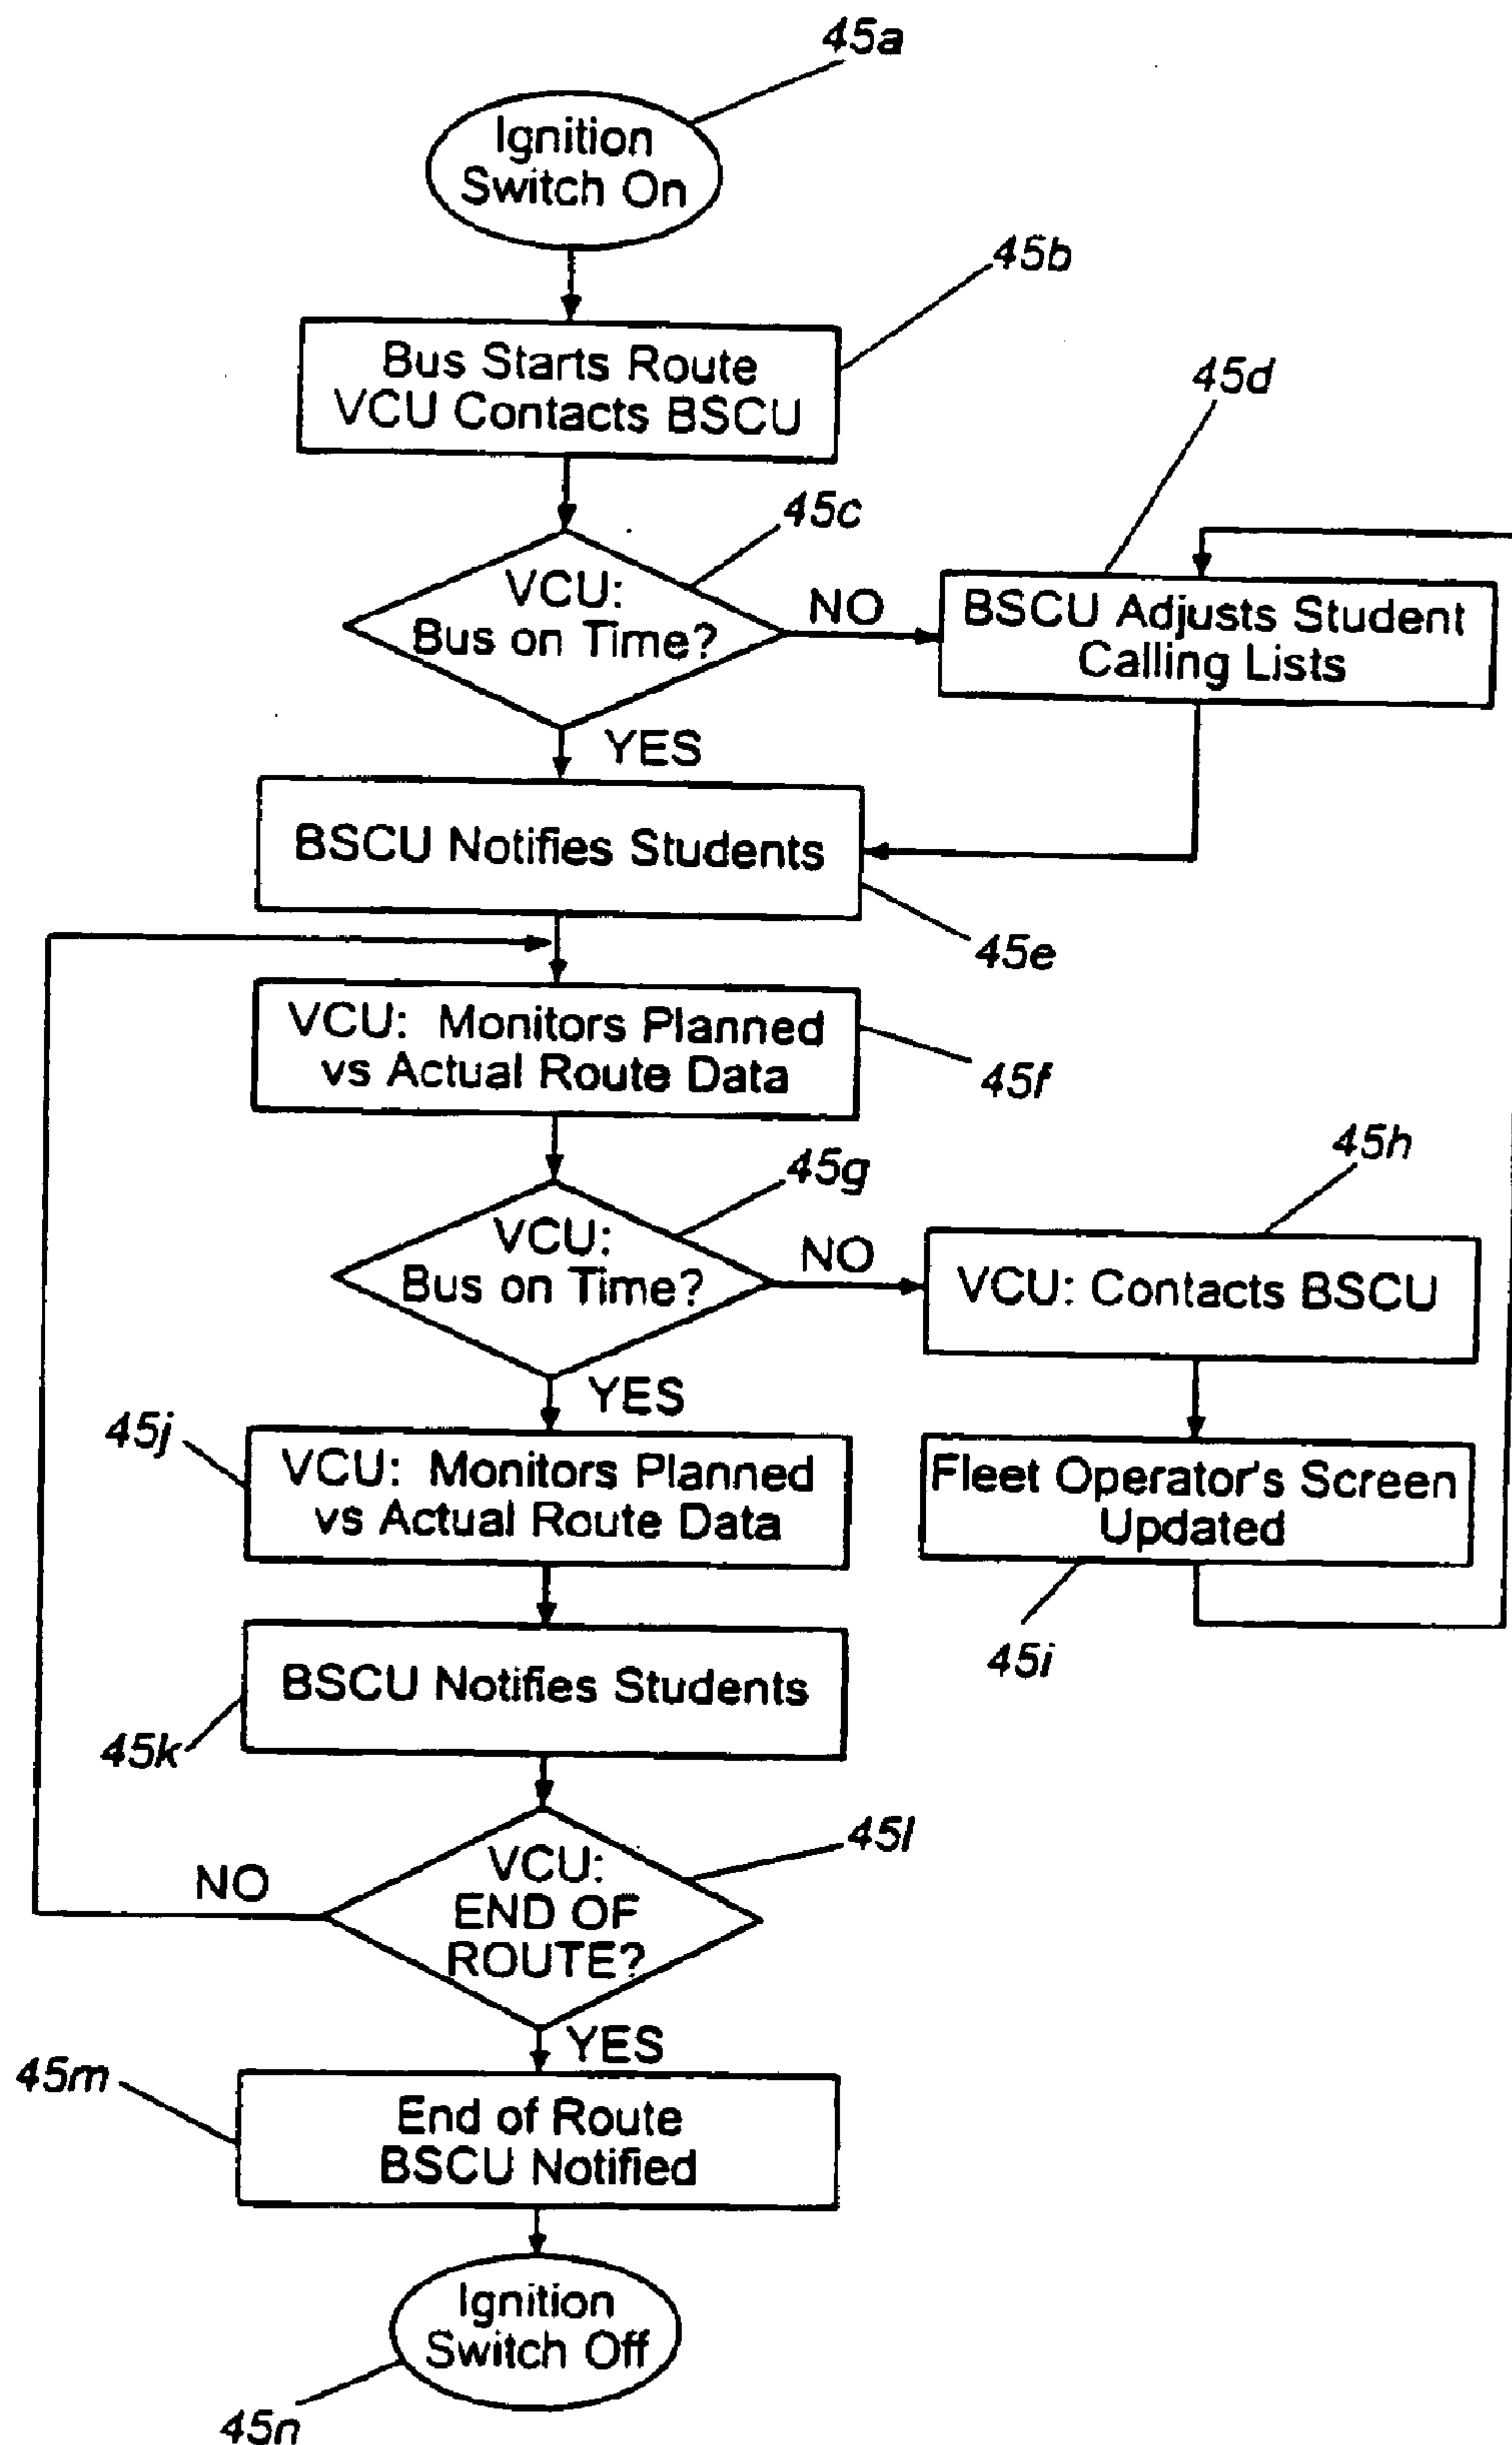 45a
Ignition
Switch On
45b
Bus Starts Route
VCU Contacts BSCU
45c
VCU:
Bus on Time?
NO
45d
BSCU Adjusts Student
Calling Lists
YES
BSCU Notifies Students
45e
VCU: Monitors Planned
vs Actual Route Data
45f
45g
VCU:
Bus on Time?
NO
45h
VCU: Contacts BSCU
YES
45j
VCU: Monitors Planned
vs Actual Route Data
Fleet Operator's Screen
Updated
45i
BSCU Notifies Students
45k
45l
VCU:
END OF
ROUTE?
NO
YES
45m
End of Route
BSCU Notified
Ignition
Switch Off
45n